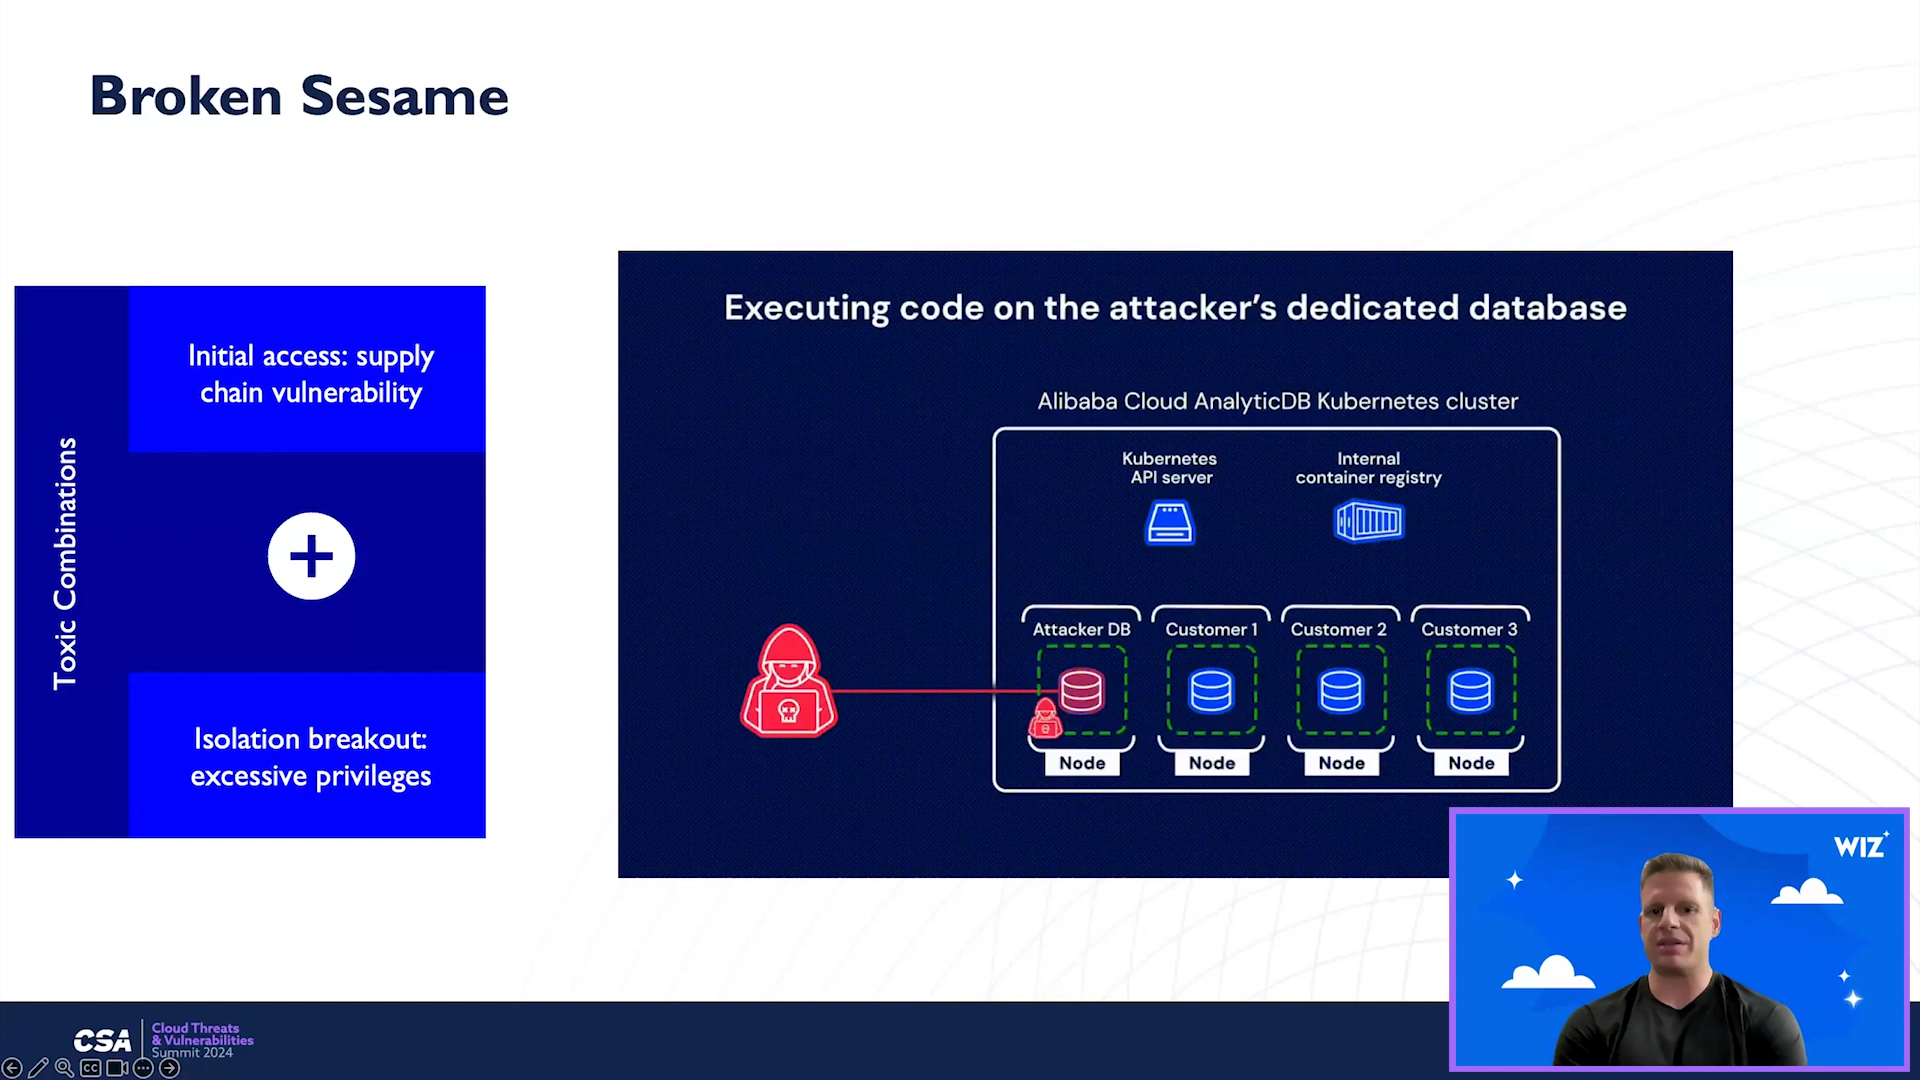 Broken Sesame
Toxic Combinations
Initial access: supply
chain vulnerability
+
Isolation breakout:
excessive privileges
Executing code on the attacker’s dedicated database
Alibaba Cloud AnalyticDB Kubernetes cluster
Kubernetes
API server
Internal
container registry
Attacker DB
Customer 1
Customer 2
Customer 3
Node
Node
Node
Node
WIZ
CSA
Cloud Threats
& Vulnerabilities
Summit 2024
CC